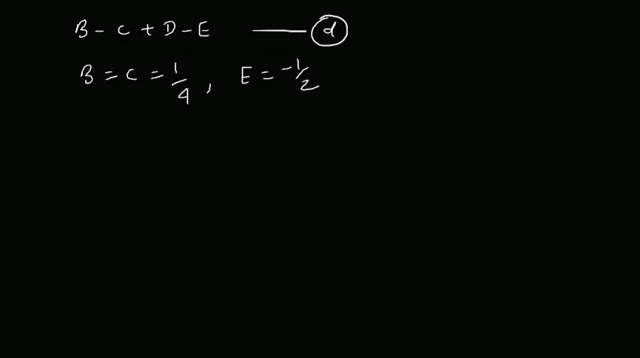 B - C + D - E —— (d)
B = C = 1/4, E = -1/2